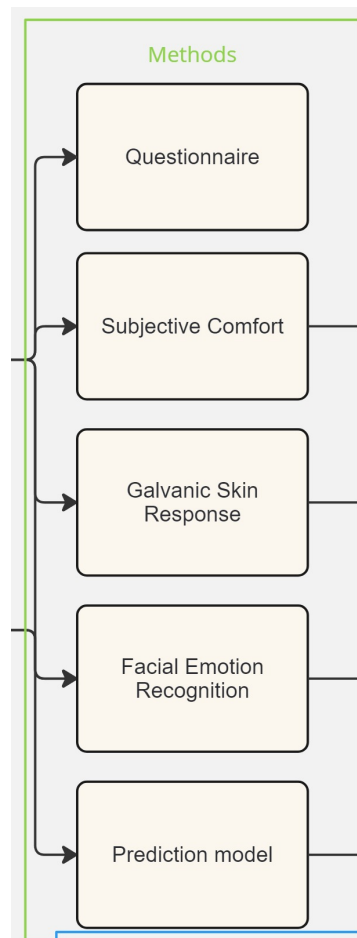 Methods
Questionnaire
Subjective Comfort
Galvanic Skin
Response
Facial Emotion
Recognition
Prediction model